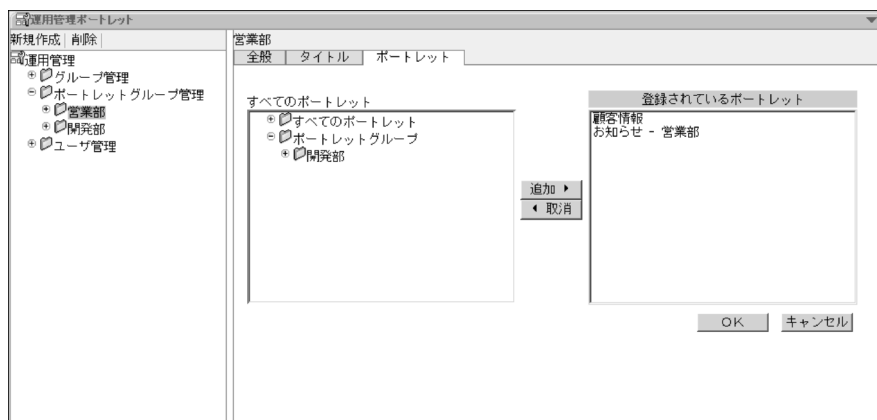 運用管理ポートレット
新規作成 | 削除 |
運用管理
グループ管理
ポートレットグループ管理
営業部
開発部
ユーザ管理
営業部
全般
タイトル
ポートレット
すべてのポートレット
すべてのポートレット
ポートレットグループ
開発部
追加
取消
登録されているポートレット
顧客情報
お知らせ - 営業部
OK
キャンセル